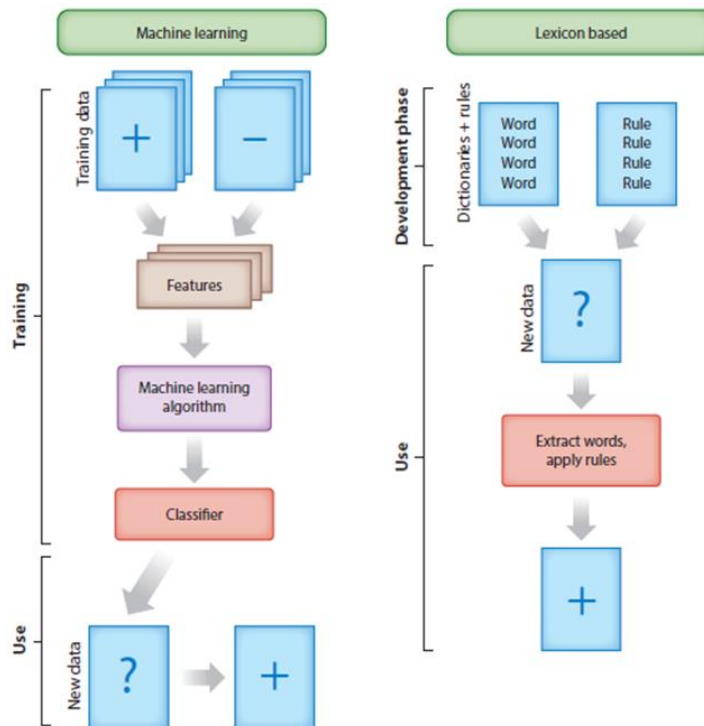 Machine learning
Training
Training data
+
−
Features
Machine learning
algorithm
Classifier
Use
New data
?
+
Lexicon based
Development phase
Dictionaries + rules
Word
Word
Word
Word
Rule
Rule
Rule
Rule
Use
New data
?
Extract words,
apply rules
+